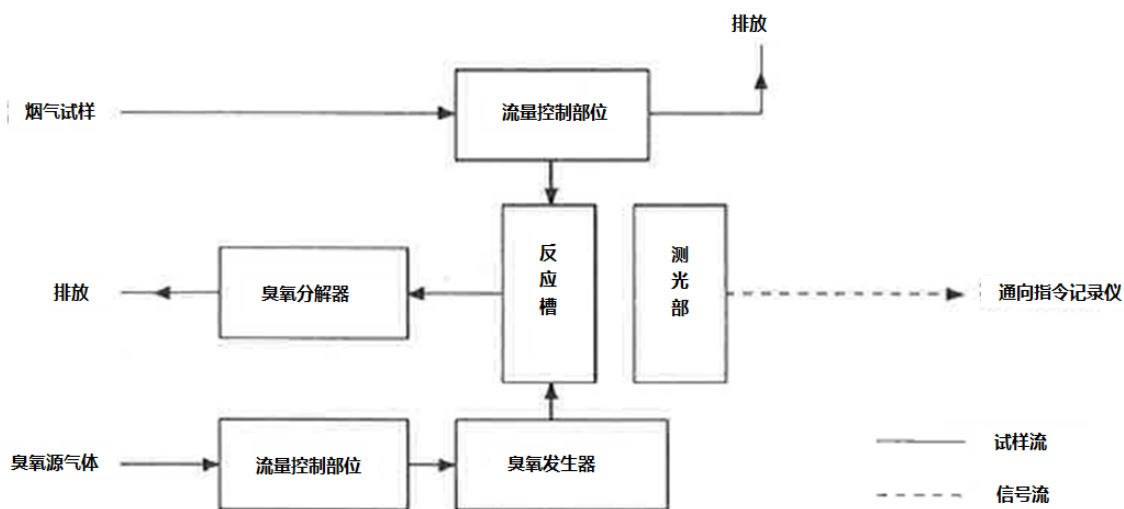 排放
烟气试样
流量控制部位
反应槽
测光部
排放
臭氧分解器
通向指令记录仪
臭氧源气体
流量控制部位
臭氧发生器
试样流
信号流